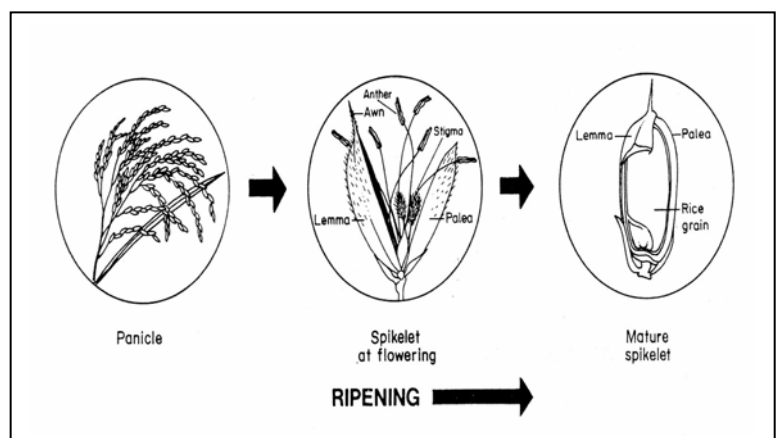 Anther
Awn
Stigma
Lemma
Palea
Lemma
Palea
Rice
grain
Panicle
Spikelet
at flowering
Mature
spikelet
RIPENING